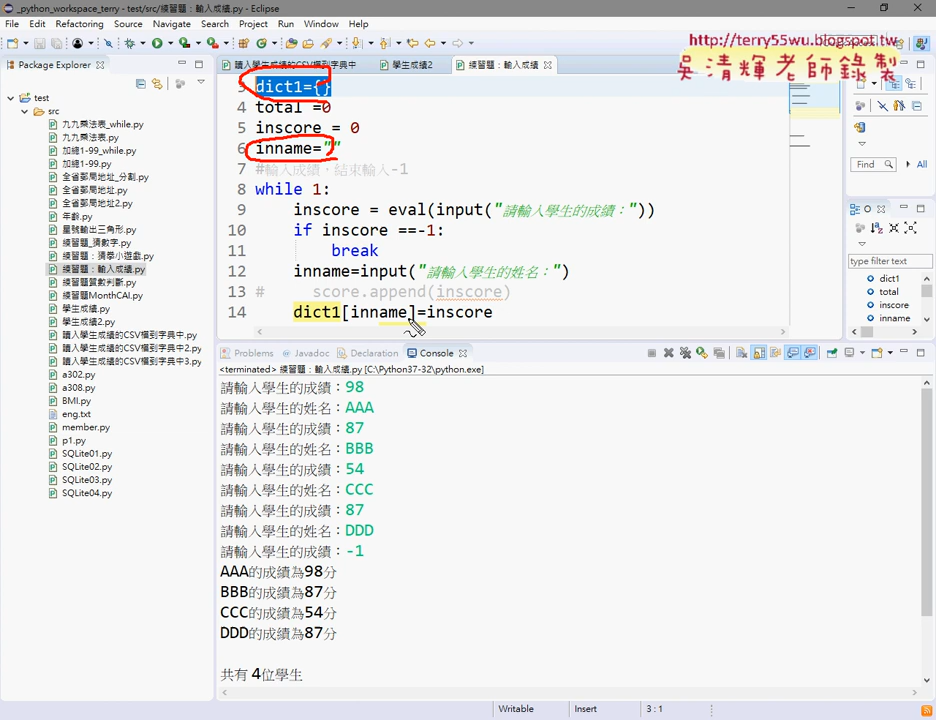 _python_workspace_terry - test/src/練習題：輸入成績.py - Eclipse
File Edit Refactoring Source Navigate Search Project Run Window Help
http://terry55wu.blogspot.tw
吳清輝老師錄製
Package Explorer
讀入學生成績的CSV檔到字典中
學生成績2
練習題：輸入成績
test
src
九九乘法表_while.py
九九乘法表.py
加總1-99_while.py
加總1-99.py
全省郵局地址_分割.py
全省郵局地址.py
全省郵局地址2.py
年齡.py
星號輸出三角形.py
練習題_猜數字.py
練習題：猜拳小遊戲.py
練習題：輸入成績.py
練習題質數判斷.py
練習題MonthCAI.py
學生成績.py
學生成績2.py
讀入學生成績的CSV檔到字典中.py
讀入學生成績的CSV檔到字典中2.py
讀入學生成績的CSV檔到字典中3.py
a302.py
a308.py
BMI.py
eng.txt
member.py
p1.py
SQLite01.py
SQLite02.py
SQLite03.py
SQLite04.py
3 dict1={}
4 total =0
5 inscore = 0
6 inname=""
7 #輸入成績，結束輸入-1
8 while 1:
9 inscore = eval(input("請輸入學生的成績："))
10 if inscore ==-1:
11 break
12 inname=input("請輸入學生的姓名：")
13 # score.append(inscore)
14 dict1[inname]=inscore
Find
All
type filter text
dict1
total
inscore
inname
Problems Javadoc Declaration Console
<terminated> 練習題：輸入成績.py [C:\Python37-32\python.exe]
請輸入學生的成績：98
請輸入學生的姓名：AAA
請輸入學生的成績：87
請輸入學生的姓名：BBB
請輸入學生的成績：54
請輸入學生的姓名：CCC
請輸入學生的成績：87
請輸入學生的姓名：DDD
請輸入學生的成績：-1
AAA的成績為98分
BBB的成績為87分
CCC的成績為54分
DDD的成績為87分
共有 4位學生
Writable Insert 3 : 1